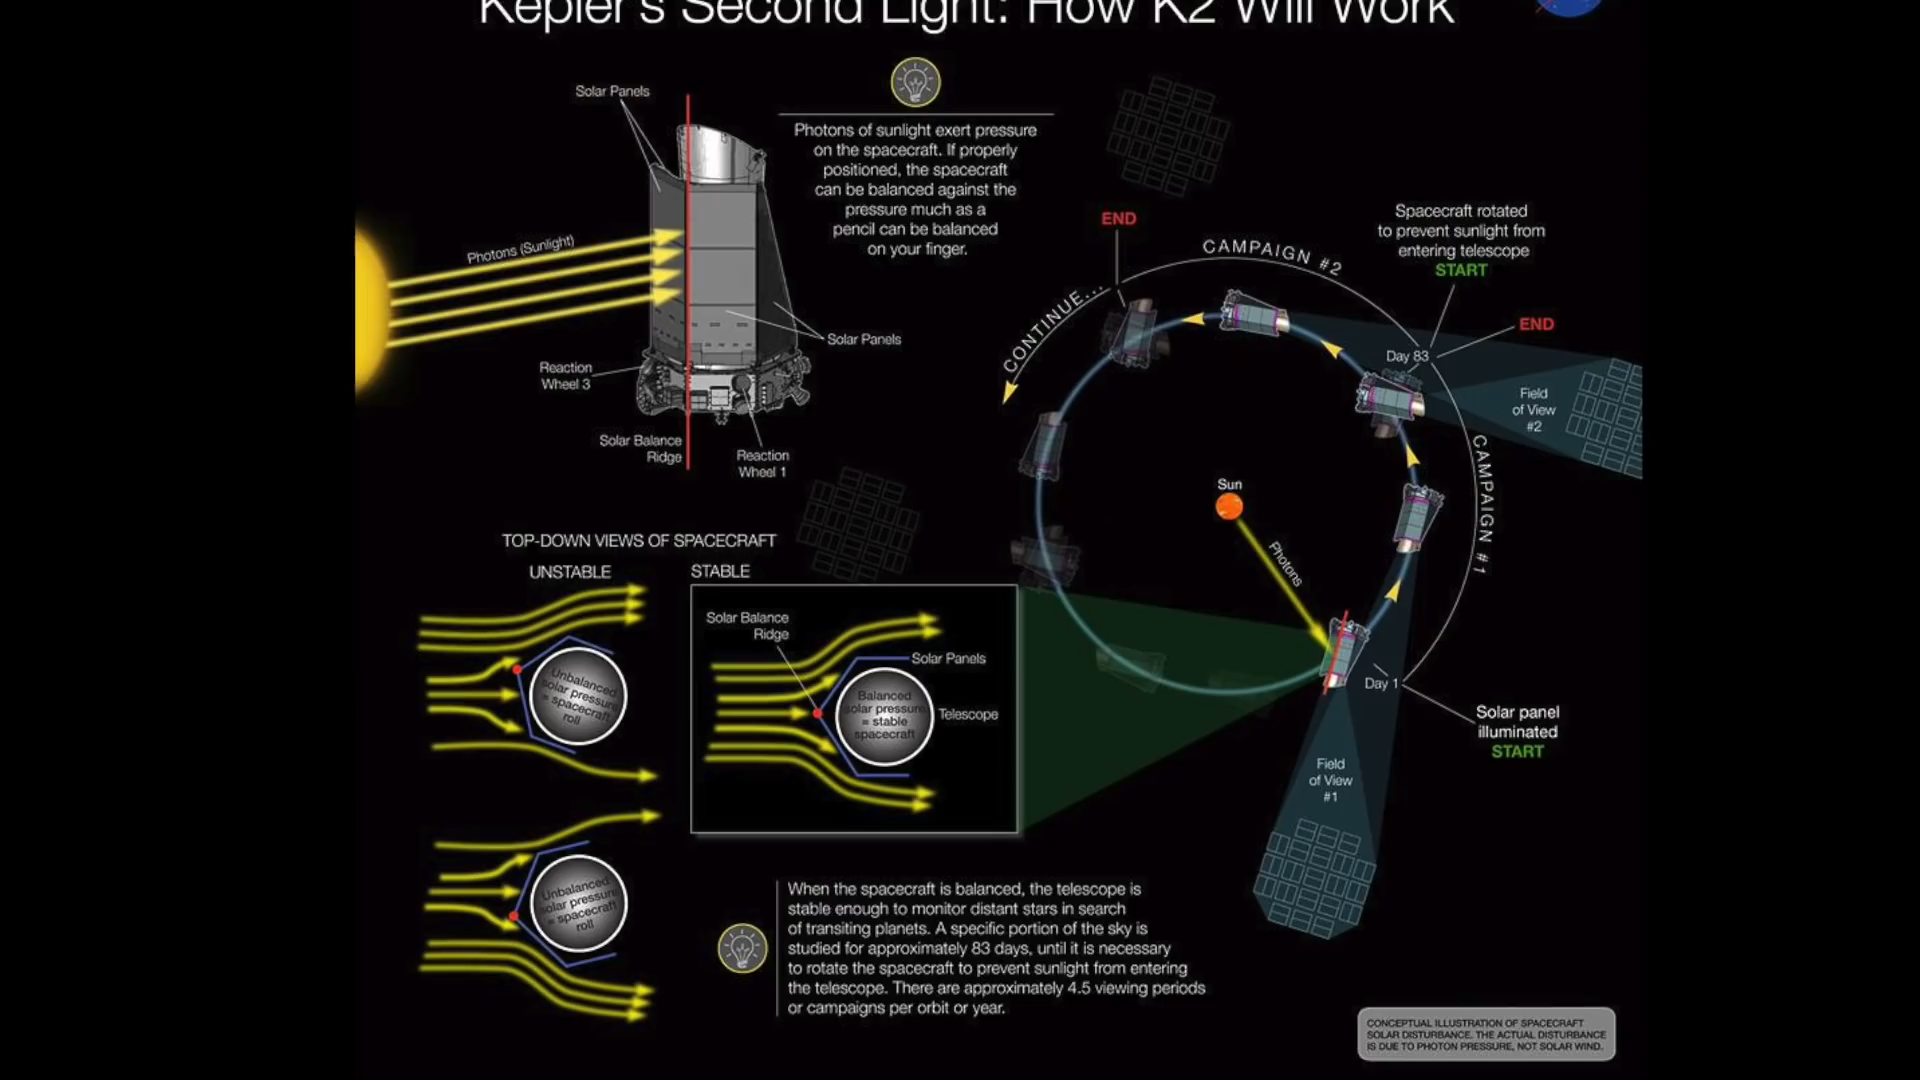 Kepler's Second Light: How K2 Will Work
Solar Panels
Photons of sunlight exert pressure
on the spacecraft. If properly
positioned, the spacecraft
can be balanced against the
pressure much as a
pencil can be balanced
on your finger.
Photons (Sunlight)
Solar Panels
Reaction
Wheel 3
Solar Balance
Ridge
Reaction
Wheel 1
END
CAMPAIGN #2
CONTINUE...
Spacecraft rotated
to prevent sunlight from
entering telescope
START
END
Day 83
Field
of View
#2
CAMPAIGN #1
Sun
Photons
Day 1
Solar panel
illuminated
START
Field
of View
#1
TOP-DOWN VIEWS OF SPACECRAFT
UNSTABLE
STABLE
Unbalanced
solar pressure
= spacecraft
roll
Solar Balance
Ridge
Solar Panels
Balanced
solar pressure
= stable
spacecraft
Telescope
Unbalanced
solar pressure
= spacecraft
roll
When the spacecraft is balanced, the telescope is
stable enough to monitor distant stars in search
of transiting planets. A specific portion of the sky is
studied for approximately 83 days, until it is necessary
to rotate the spacecraft to prevent sunlight from entering
the telescope. There are approximately 4.5 viewing periods
or campaigns per orbit or year.
CONCEPTUAL ILLUSTRATION OF SPACECRAFT
SOLAR DISTURBANCE. THE ACTUAL DISTURBANCE
IS DUE TO PHOTON PRESSURE, NOT SOLAR WIND.